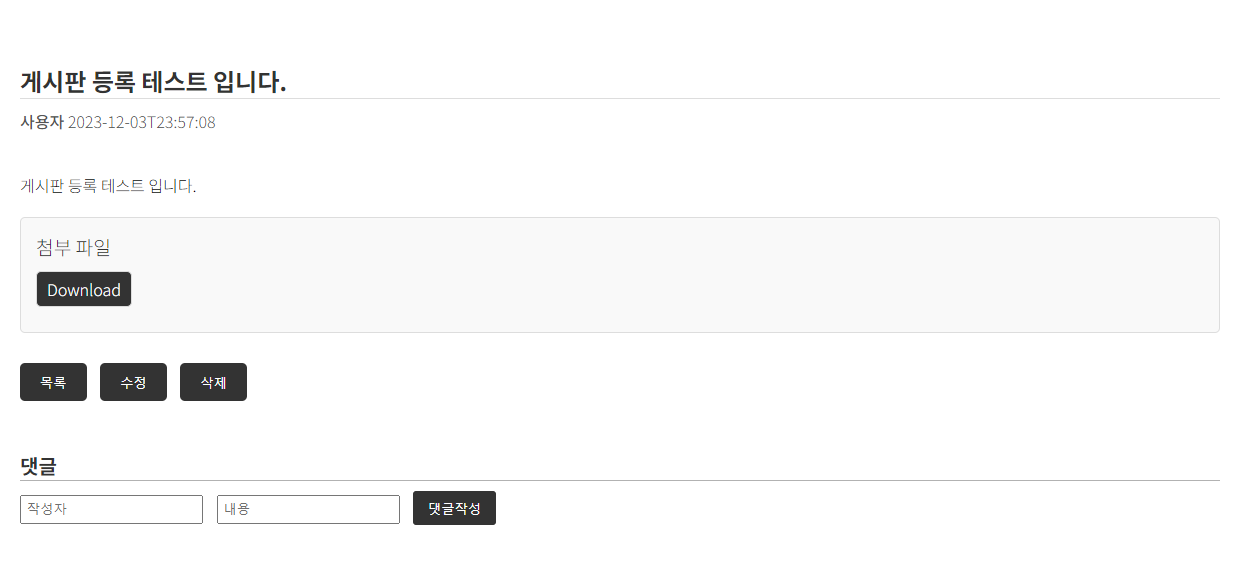 게시판 등록 테스트 입니다.
사용자 2023-12-03T23:57:08
게시판 등록 테스트 입니다.
첨부 파일
Download
목록 수정 삭제
댓글
작성자 내용 댓글작성